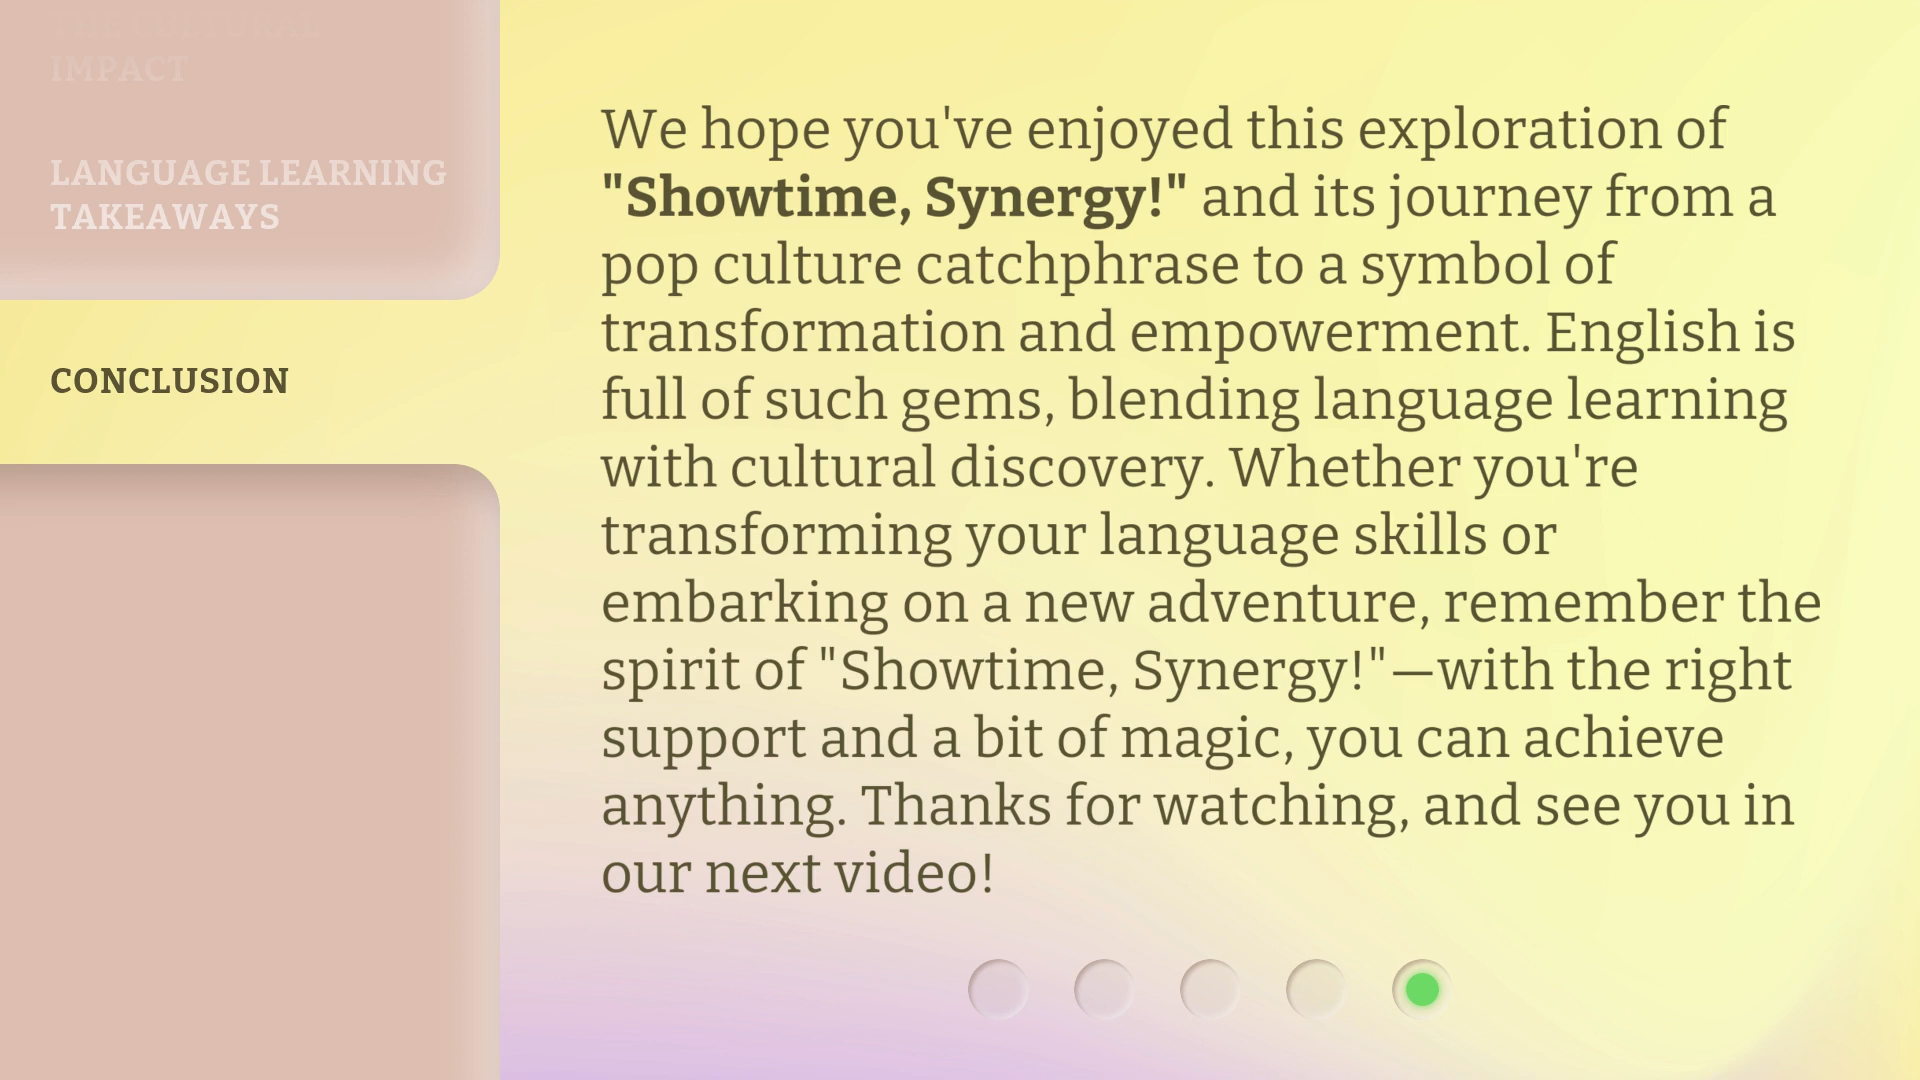 THE CULTURAL
IMPACT
LANGUAGE LEARNING
TAKEAWAYS
CONCLUSION
We hope you've enjoyed this exploration of
"Showtime, Synergy!" and its journey from a
pop culture catchphrase to a symbol of
transformation and empowerment. English is
full of such gems, blending language learning
with cultural discovery. Whether you're
transforming your language skills or
embarking on a new adventure, remember the
spirit of "Showtime, Synergy!"—with the right
support and a bit of magic, you can achieve
anything. Thanks for watching, and see you in
our next video!